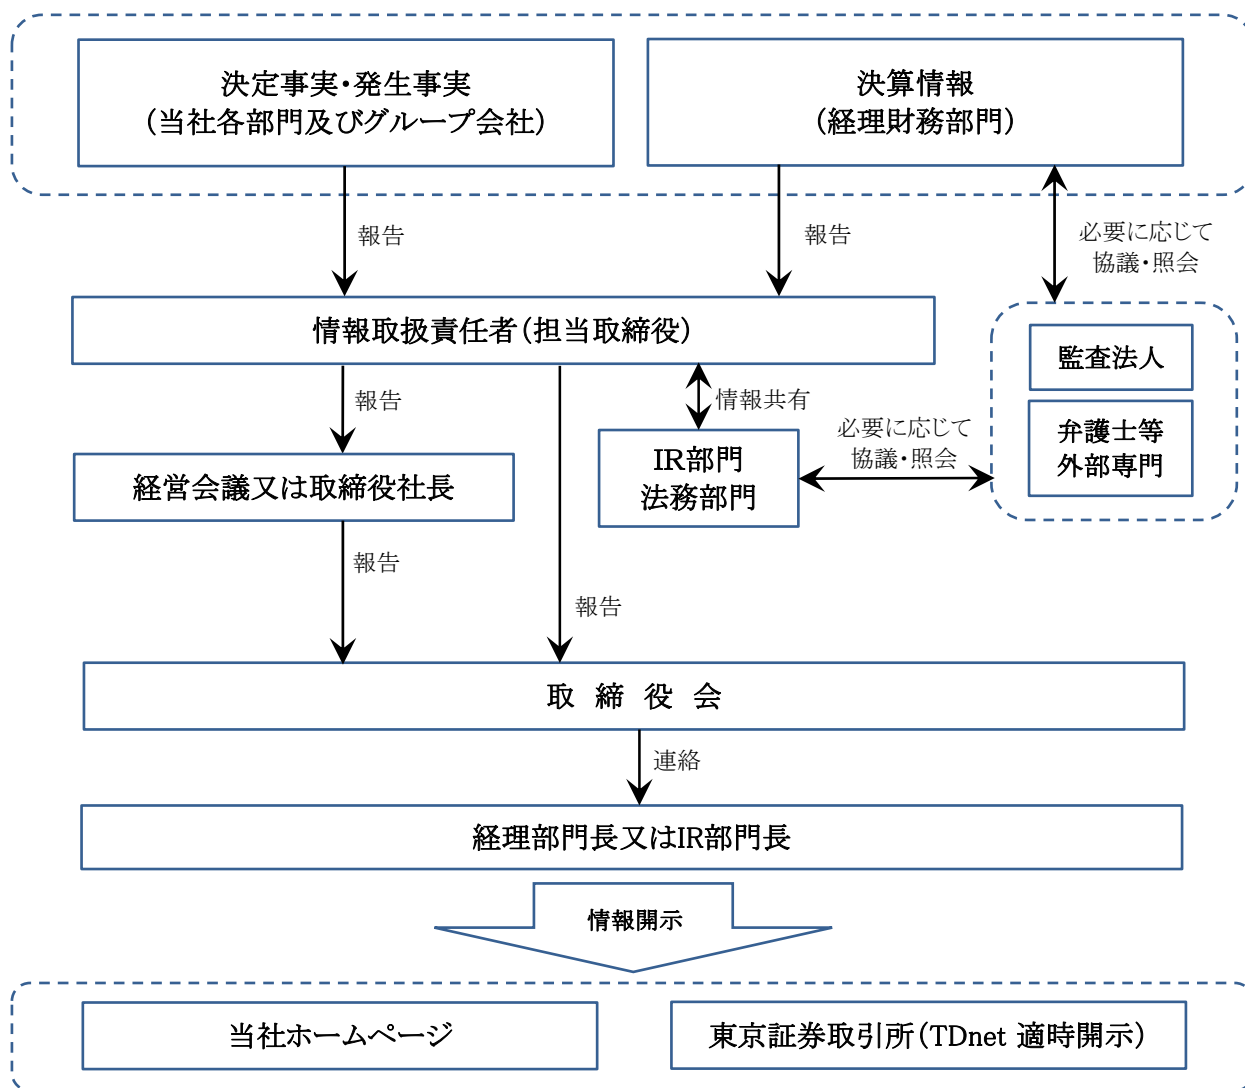 決定事実・発生事実
（当社各部門及びグループ会社）
決算情報
（経理財務部門）
報告
報告
必要に応じて
協議・照会
情報取扱責任者（担当取締役）
監査法人
弁護士等
外部専門
報告
情報共有
必要に応じて
協議・照会
IR部門
法務部門
経営会議又は取締役社長
報告
報告
取 締 役 会
連絡
経理部門長又はIR部門長
情報開示
当社ホームページ
東京証券取引所（TDnet 適時開示）